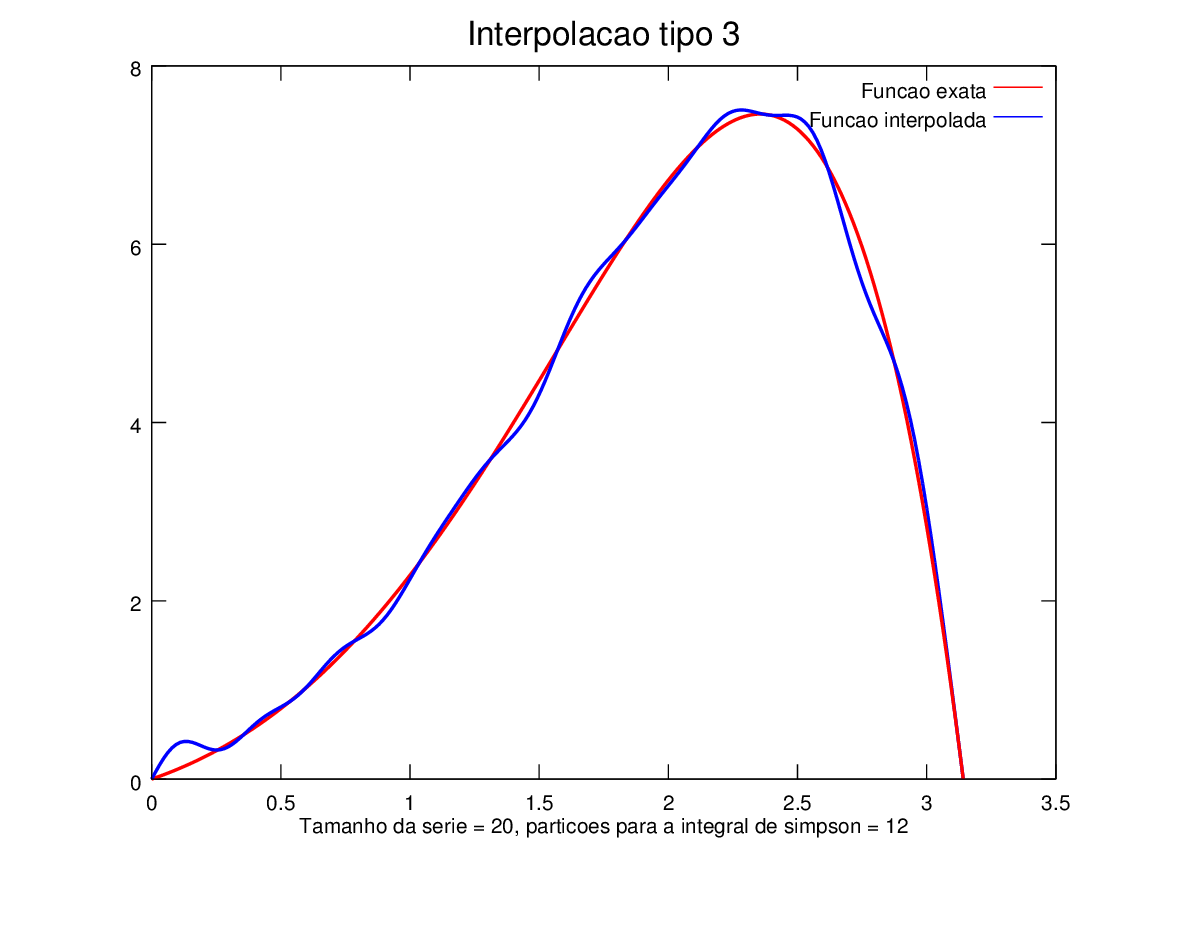 Interpolacao tipo 3
8
Funcao exata
Funcao interpolada
6
4
2
0
0 0.5 1 1.5 2 2.5 3 3.5
Tamanho da serie = 20, particoes para a integral de simpson = 12